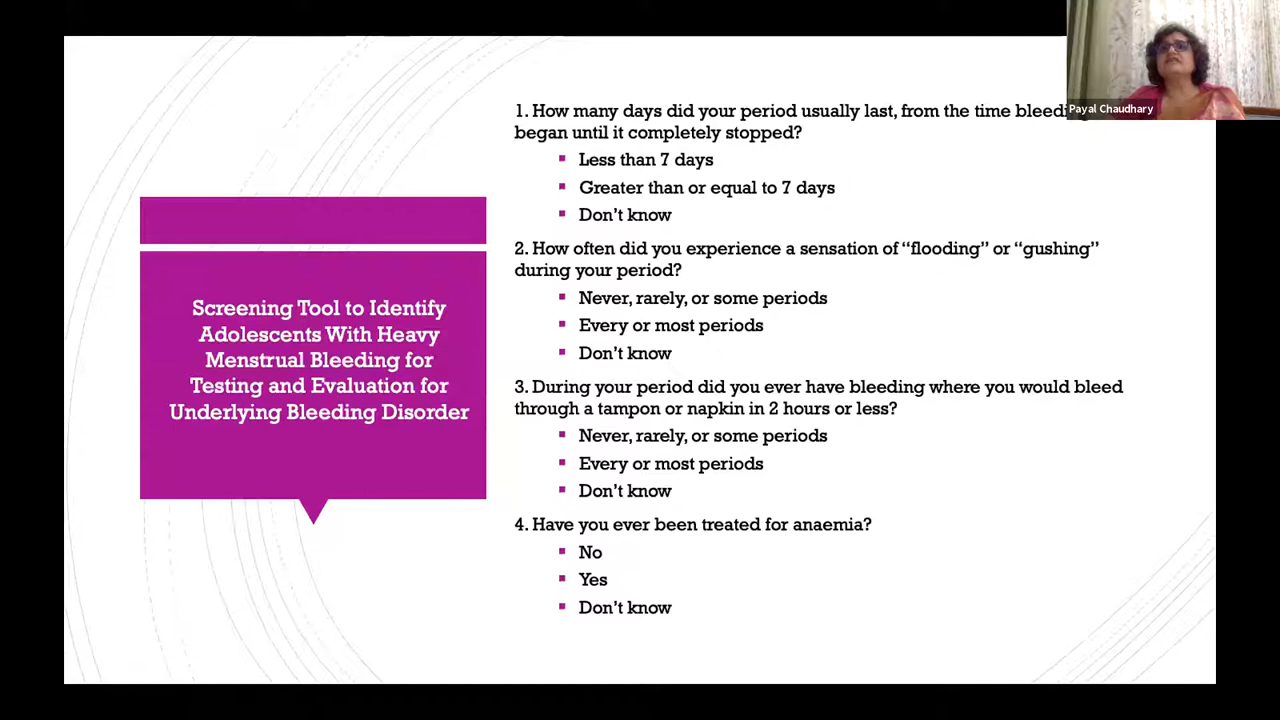 Payal Chaudhary
Screening Tool to Identify
Adolescents With Heavy
Menstrual Bleeding for
Testing and Evaluation for
Underlying Bleeding Disorder
1. How many days did your period usually last, from the time
began until it completely stopped?
Less than 7 days
Greater than or equal to 7 days
Don't know
2. How often did you experience a sensation of “flooding” or “gushing”
during your period?
Never, rarely, or some periods
Every or most periods
Don't know
3. During your period did you ever have bleeding where you would bleed
through a tampon or napkin in 2 hours or less?
Never, rarely, or some periods
Every or most periods
Don't know
4. Have you ever been treated for anaemia?
No
Yes
Don't know